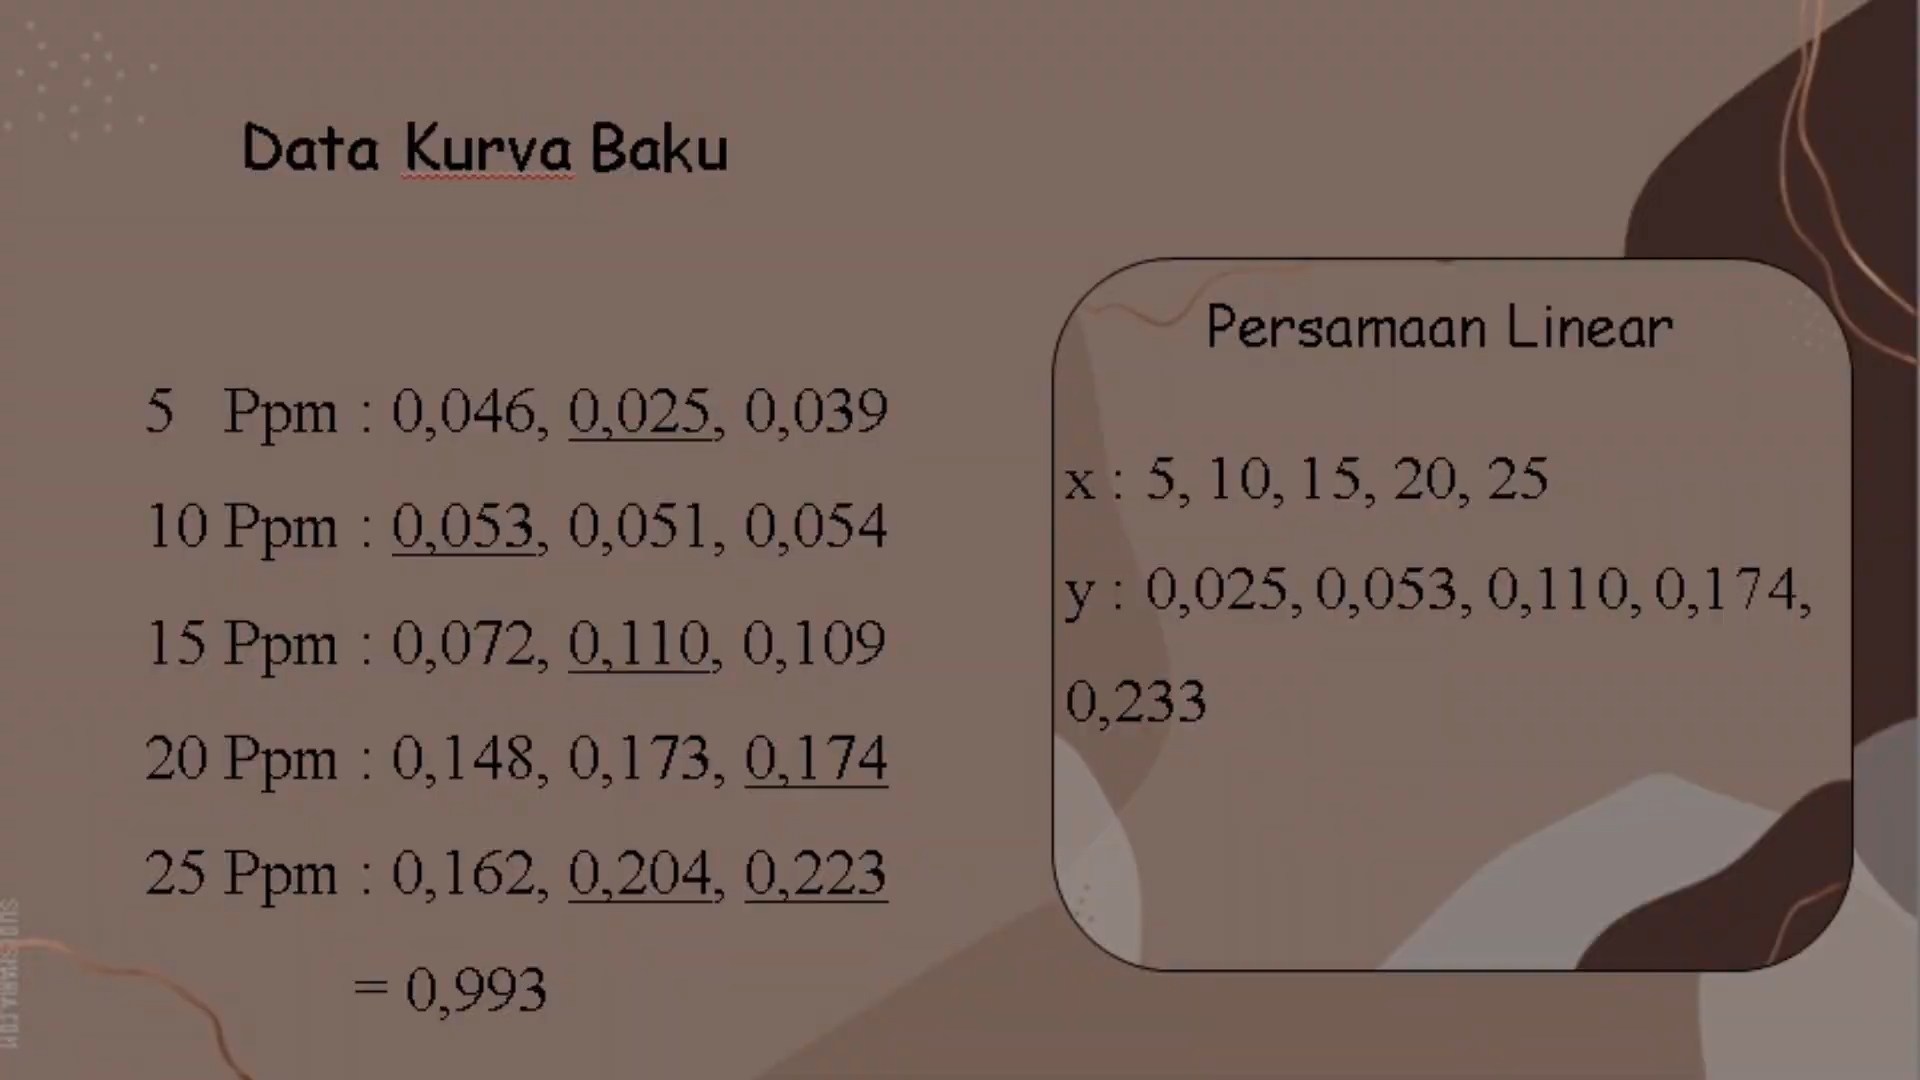 Data Kurva Baku
5 Ppm : 0,046, 0,025, 0,039
10 Ppm : 0,053, 0,051, 0,054
15 Ppm : 0,072, 0,110, 0,109
20 Ppm : 0,148, 0,173, 0,174
25 Ppm : 0,162, 0,204, 0,223
= 0,993
Persamaan Linear
x : 5, 10, 15, 20, 25
y : 0,025, 0,053, 0,110, 0,174,
0,233